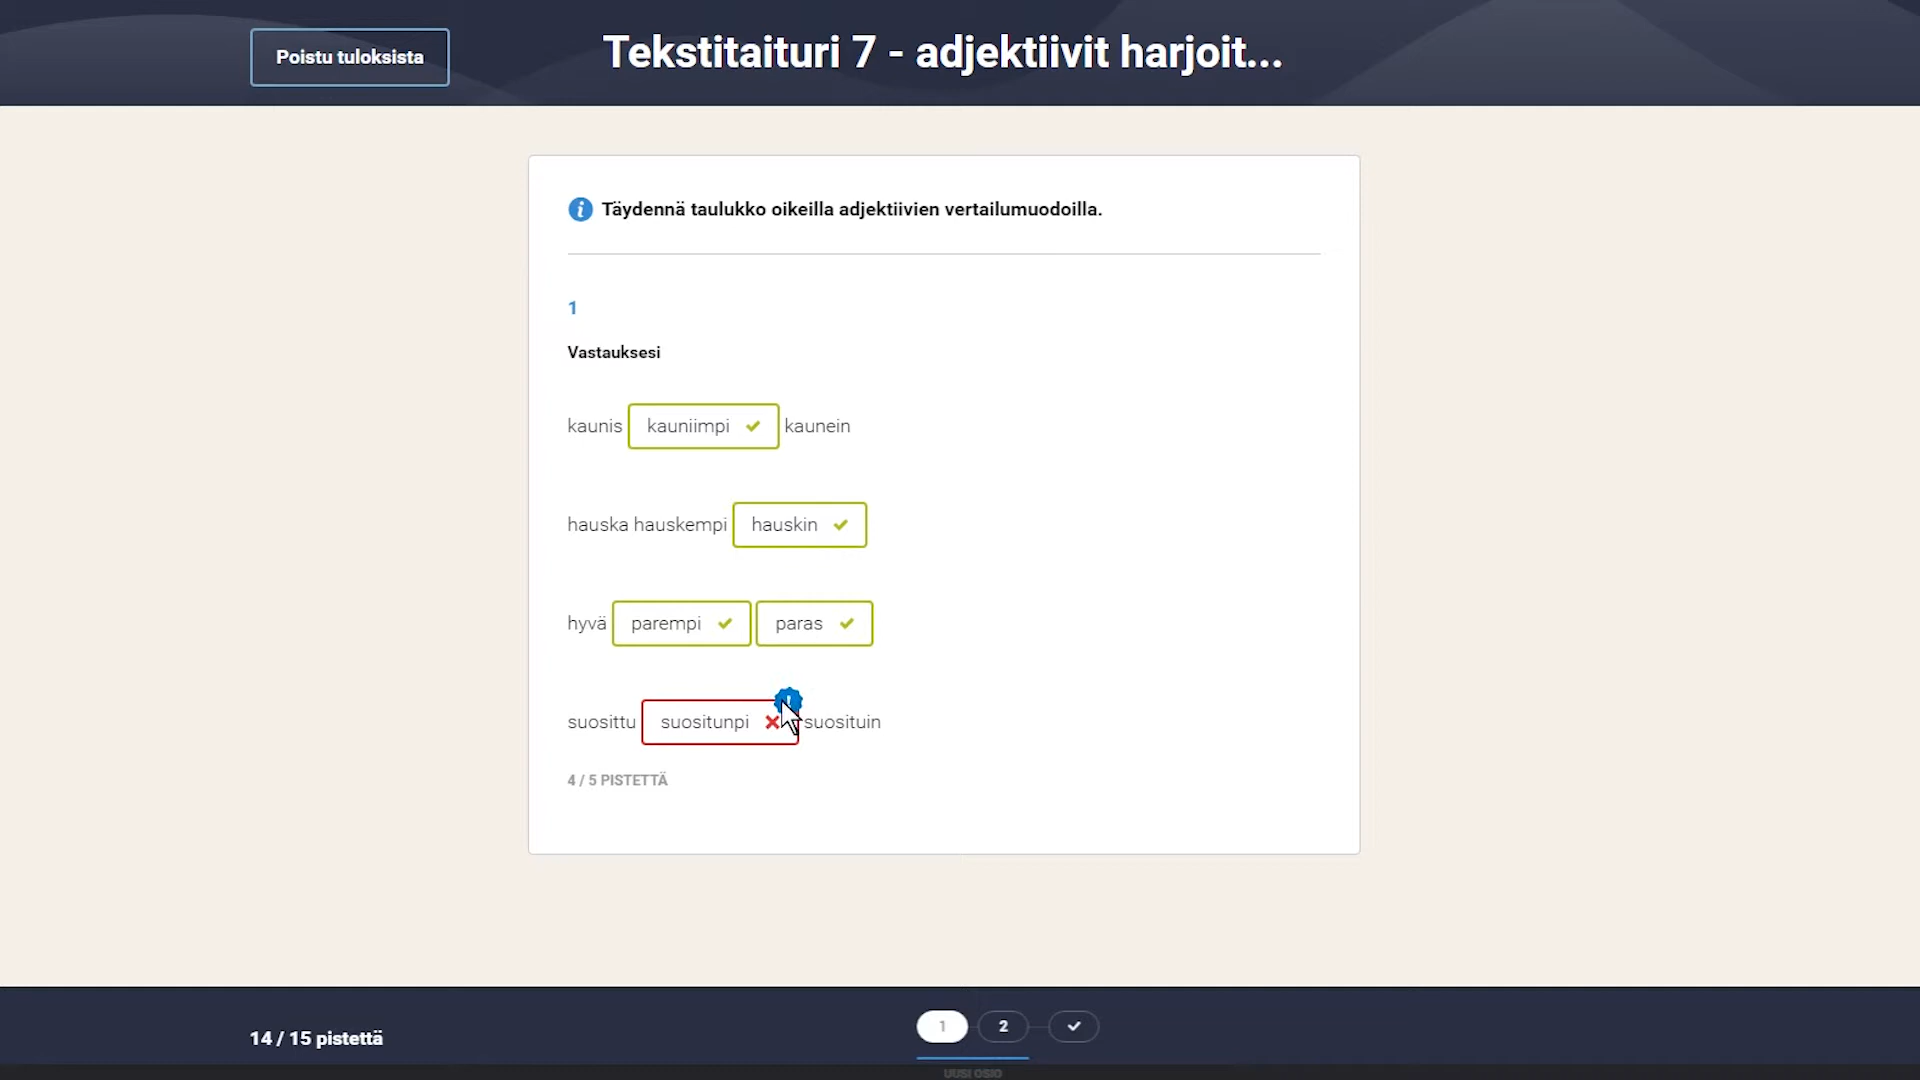 Poistu tuloksista
Tekstitaituri 7 - adjektiivit harjoit...
Täydennä taulukko oikeilla adjektiivien vertailumuodoilla.
1
Vastauksesi
kaunis kauniimpi kaunein
hauska hauskempi hauskin
hyvä parempi paras
suosittu suositunpi suosituin
4 / 5 PISTETTÄ
14 / 15 pistettä
1 2
UUSI OSIO